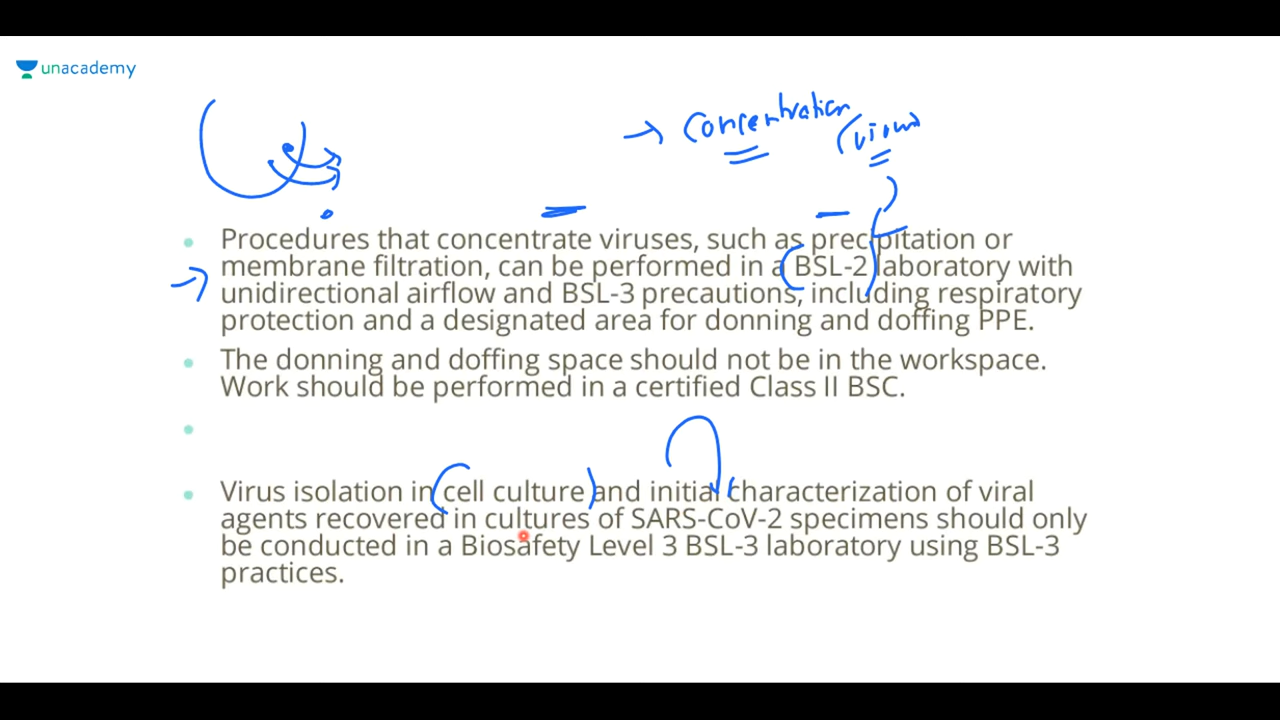 unacademy
→ concentration (virus)
Procedures that concentrate viruses, such as precipitation or
membrane filtration, can be performed in a (BSL-2) laboratory with
unidirectional airflow and BSL-3 precautions, including respiratory
protection and a designated area for donning and doffing PPE.
The donning and doffing space should not be in the workspace.
Work should be performed in a certified Class II BSC.
Virus isolation in (cell culture) and initial characterization of viral
agents recovered in cultures of SARS-CoV-2 specimens should only
be conducted in a Biosafety Level 3 BSL-3 laboratory using BSL-3
practices.